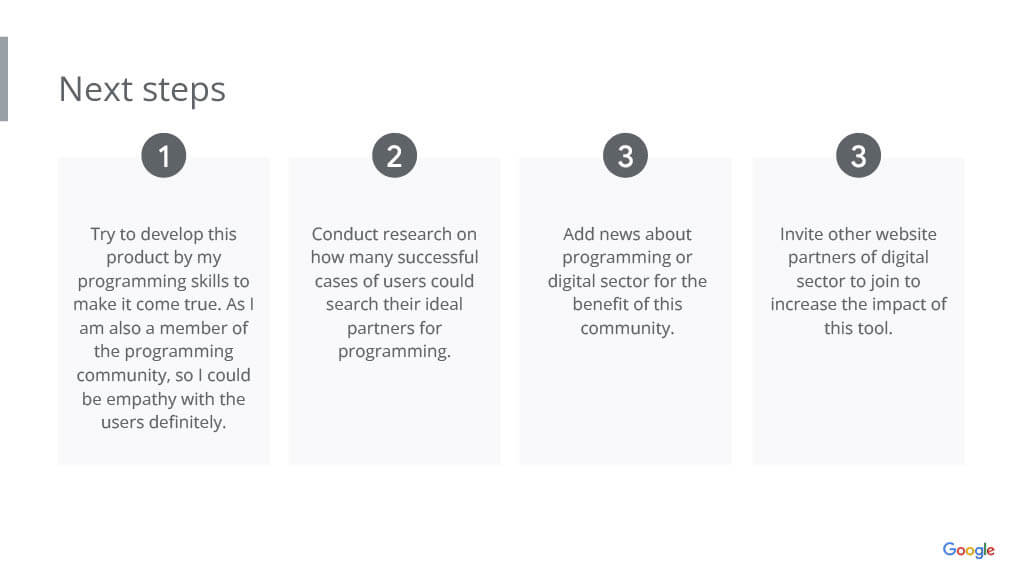 Next steps
1
Try to develop this
product by my
programming skills to
make it come true. As I
am also a member of
the programming
community, so I could
be empathy with the
users definitely.
2
Conduct research on
how many successful
cases of users could
search their ideal
partners for
programming.
3
Add news about
programming or
digital sector for the
benefit of this
community.
3
Invite other website
partners of digital
sector to join to
increase the impact of
this tool.
Google